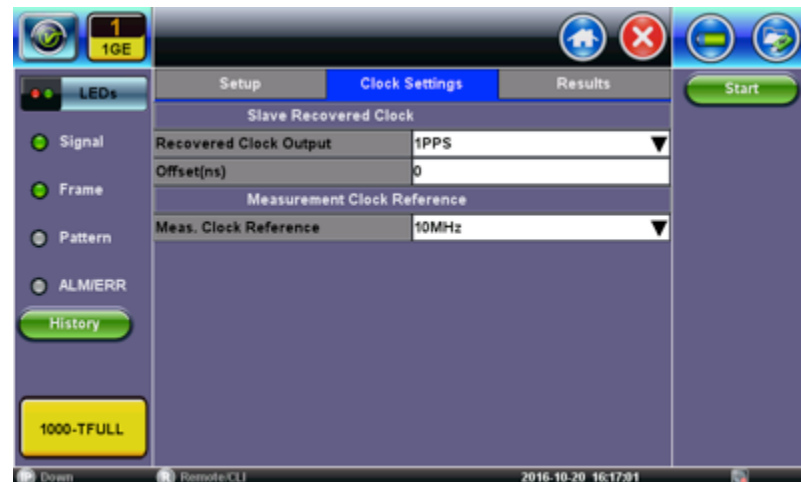 1
1GE
LEDs
Setup
Clock Settings
Results
Start
Slave Recovered Clock
Signal
Recovered Clock Output
1PPS
Offset(ns)
0
Frame
Measurement Clock Reference
Meas. Clock Reference
10MHz
Pattern
ALM/ERR
History
1000-TFULL
IP Down
R Remote/CLI
2016-10-20 16:17:01